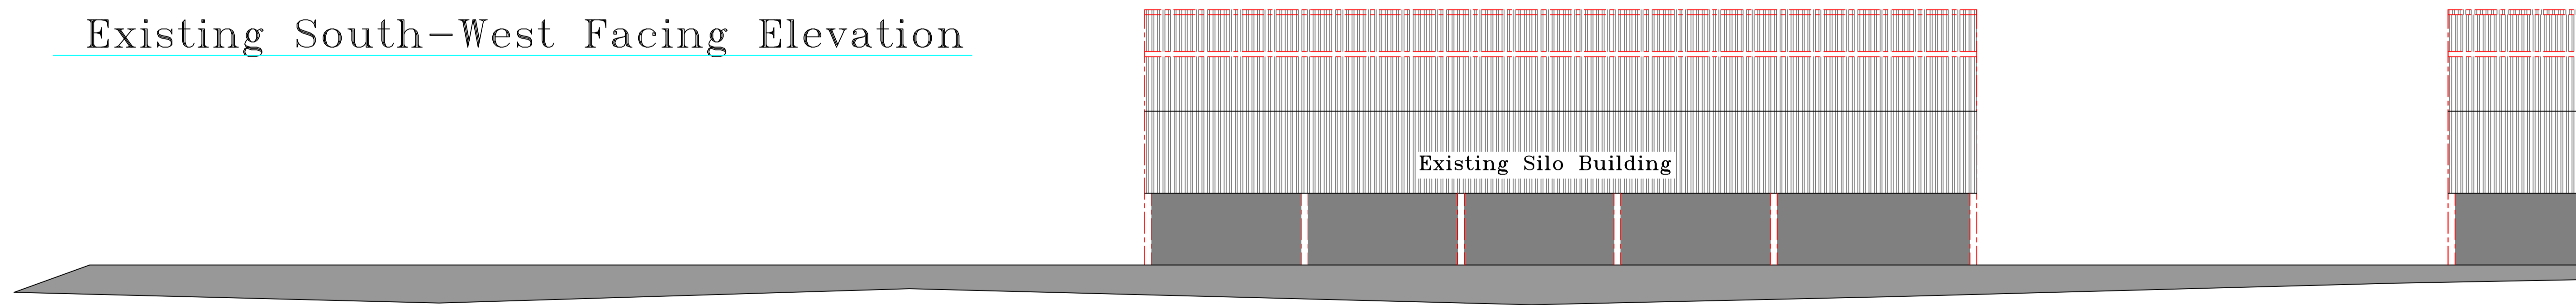 Existing South-West Facing Elevation
Existing Silo Building